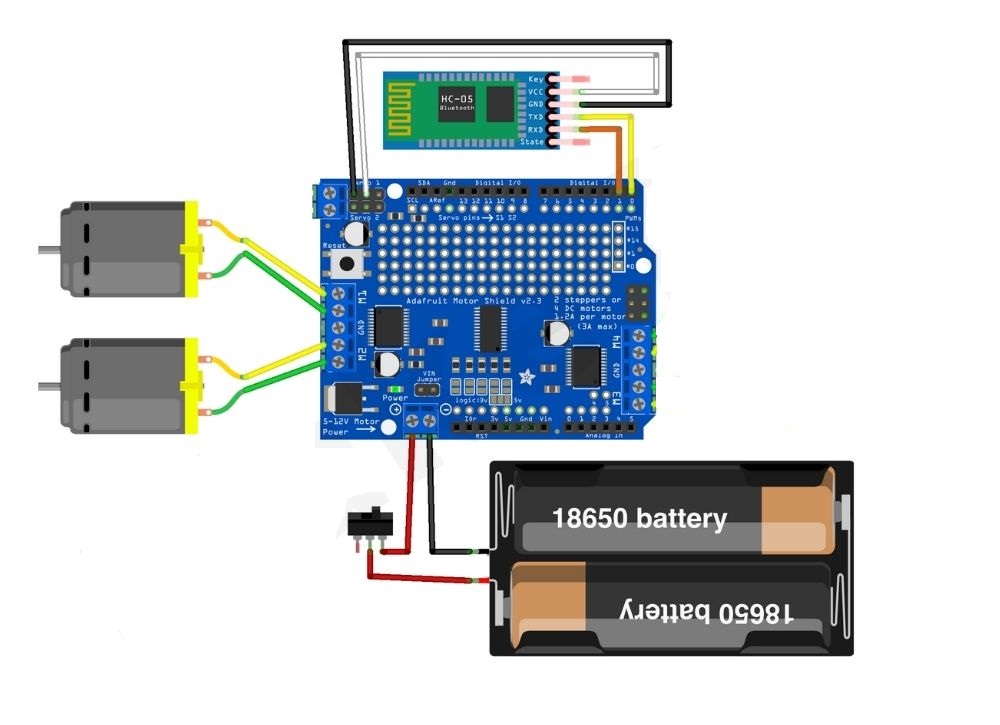 Key
VCC
HC-05
Bluetooth
GND
TXD
RXD
State
Servo 1
SDA
Gnd
Digital I/O
Digital I/O
SCL
ARef
13 12 11 10 9 8
7 6 5 4 3 2 1 0
Servo 2
Servo pins → S1 S2
PWMs
#15
#14
#1
#0
Reset
Adafruit Motor Shield v2.3
2 steppers or
4 DC motors
1.2A per motor
(3A max)
M1
GND
M2
M4
GND
M3
VIN
Jumper
Power
logic:3v
5v
5-12V Motor
Power →
+
-
Ior
3v
5v
Gnd
Vin
RST
0 1 2 3 4 5
Analog In
18650 battery
18650 battery